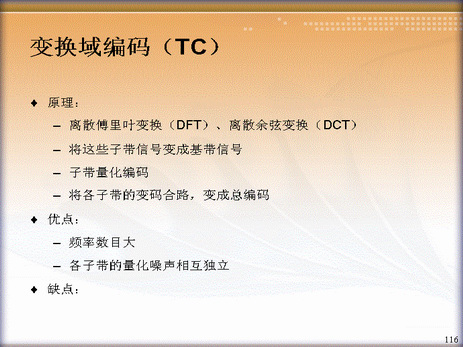 变换域编码（TC）
♦ 原理：
– 离散傅里叶变换（DFT）、离散余弦变换（DCT）
– 将这些子带信号变成基带信号
– 子带量化编码
– 将各子带的变码合路，变成总编码
♦ 优点：
– 频率数目大
– 各子带的量化噪声相互独立
♦ 缺点：
116